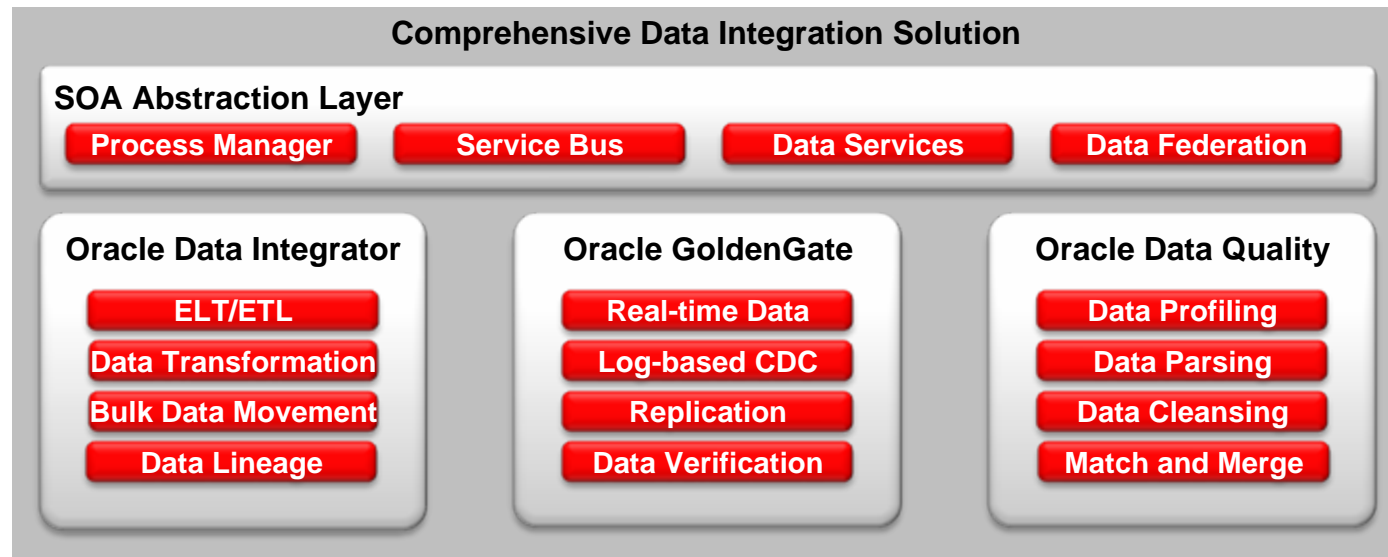 Comprehensive Data Integration Solution
SOA Abstraction Layer
Process Manager
Service Bus
Data Services
Data Federation
Oracle Data Integrator
ELT/ETL
Data Transformation
Bulk Data Movement
Data Lineage
Oracle GoldenGate
Real-time Data
Log-based CDC
Replication
Data Verification
Oracle Data Quality
Data Profiling
Data Parsing
Data Cleansing
Match and Merge